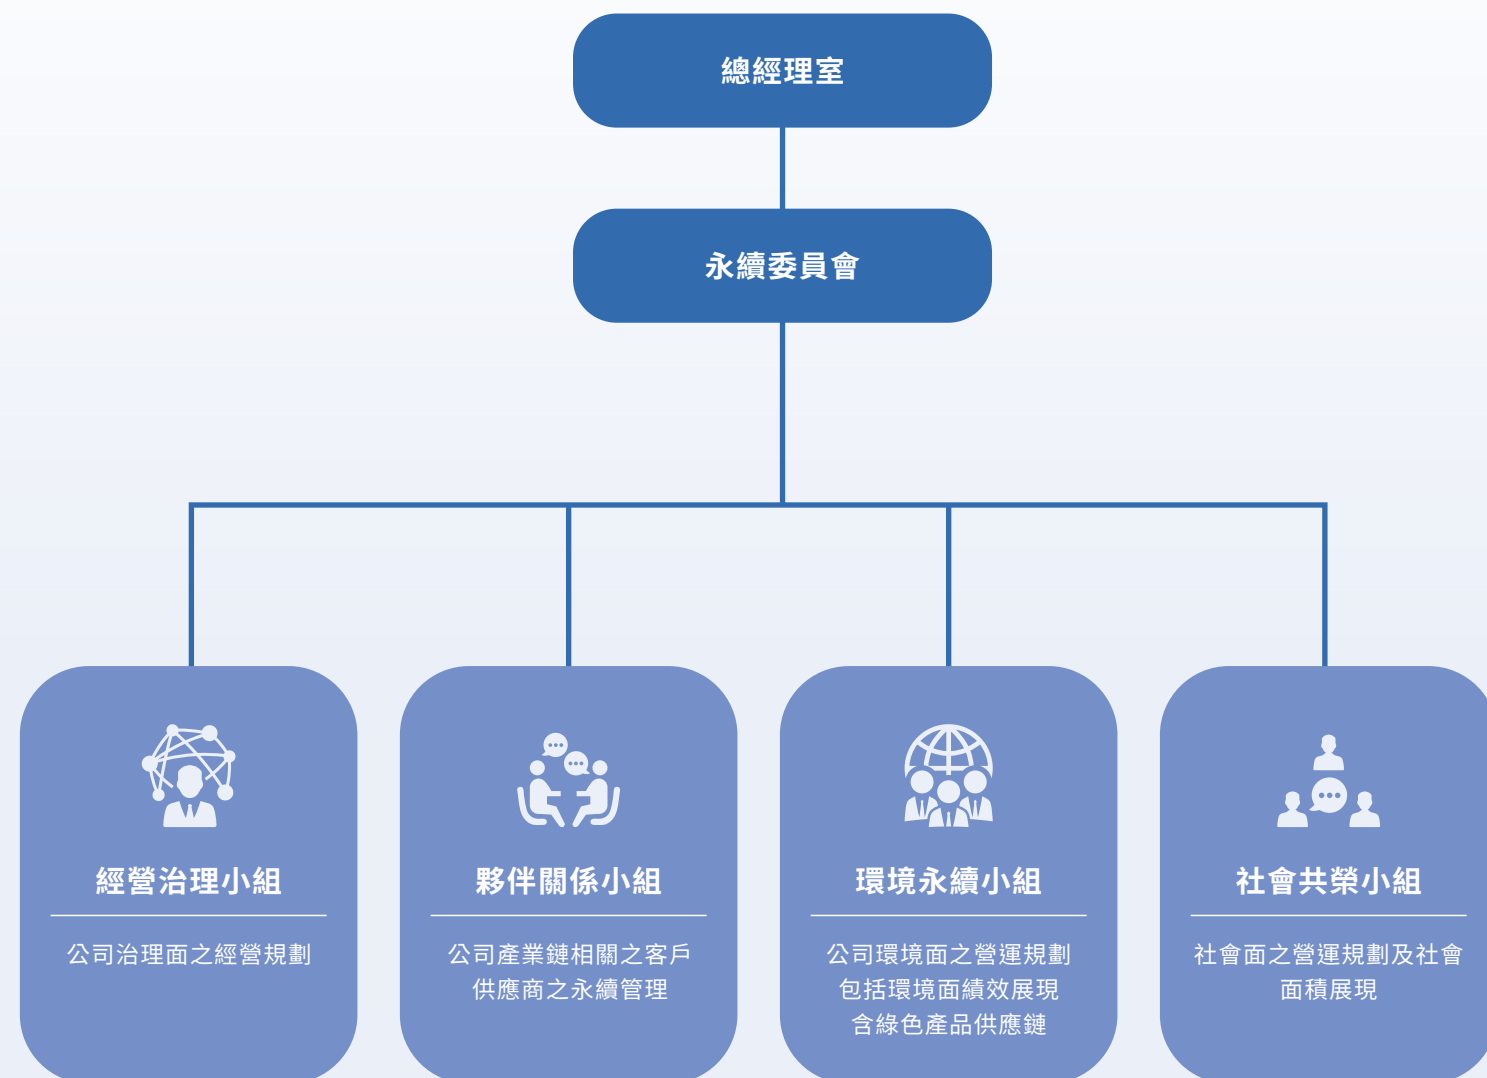 總經理室
永續委員會
經營治理小組
公司治理面之經營規劃
夥伴關係小組
公司產業鏈相關之客戶
供應商之永續管理
環境永續小組
公司環境面之營運規劃
包括環境面績效展現
含綠色產品供應鏈
社會共榮小組
社會面之營運規劃及社會
面積展現